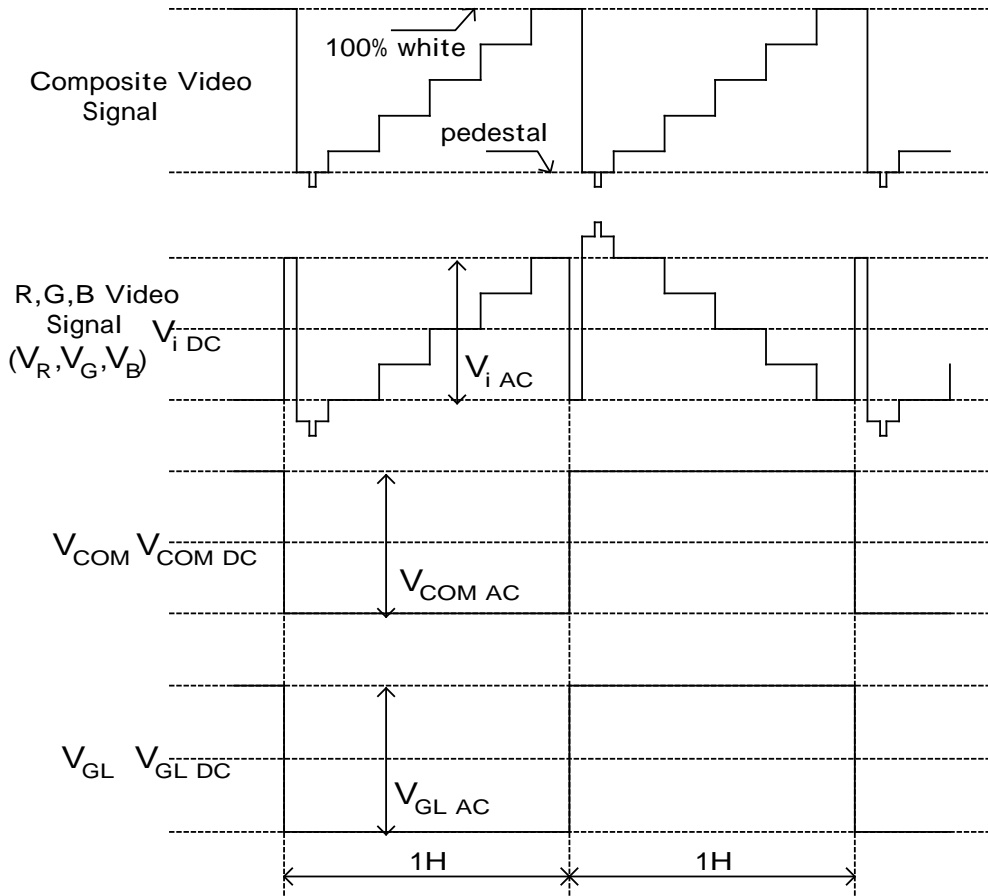 100% white
Composite Video
Signal
pedestal
R,G,B Video
Signal
(VR,VG,VB)
Vi DC
Vi AC
VCOM VCOM DC
VCOM AC
VGL VGL DC
VGL AC
1H 1H